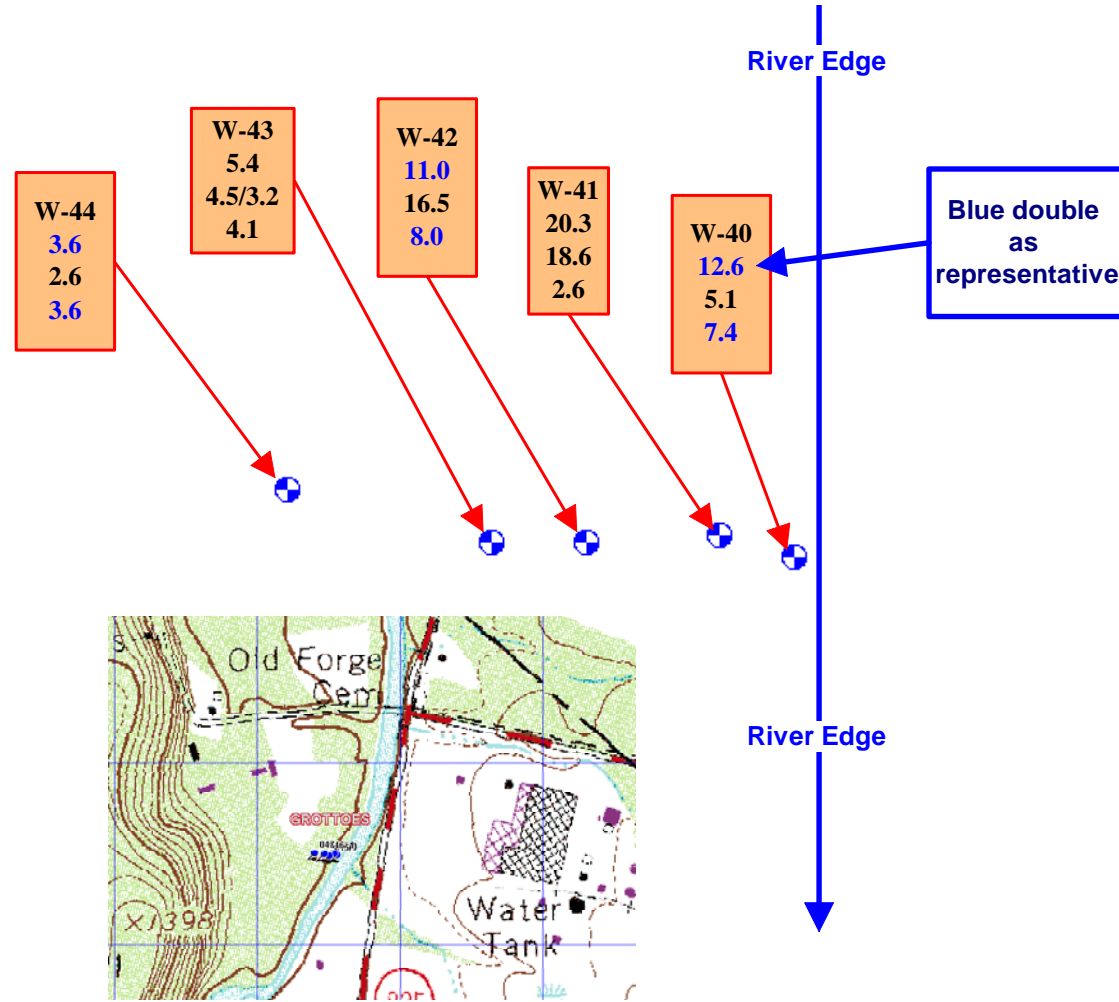 River Edge
W-43
5.4
4.5/3.2
4.1
W-42
11.0
16.5
8.0
W-41
20.3
18.6
2.6
W-44
3.6
2.6
3.6
W-40
12.6
5.1
7.4
Blue double
as
representative
Old Forge
Cem
GROTTOES
×1398
Water
Tank
River Edge